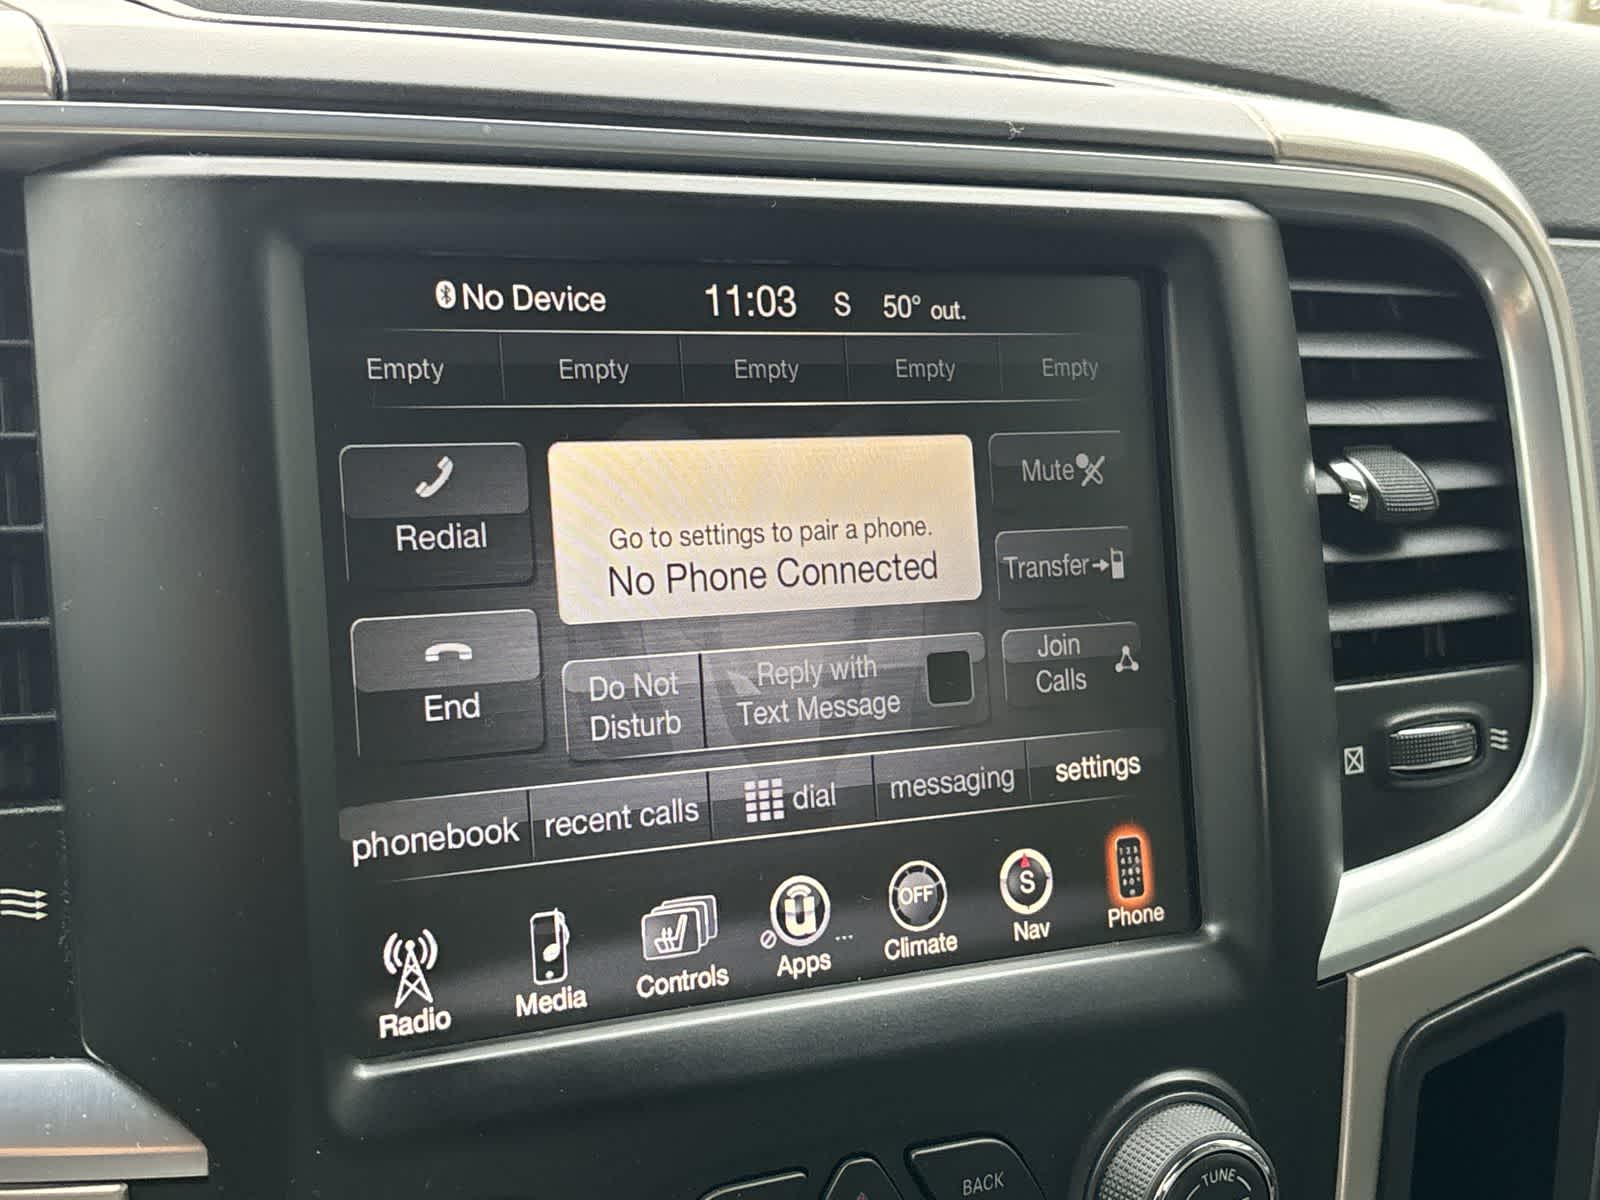 No Device 11:03 S 50° out.
Empty Empty Empty Empty Empty
Redial
Go to settings to pair a phone.
No Phone Connected
Mute
Transfer
End
Do Not
Disturb
Reply with
Text Message
Join
Calls
phonebook recent calls dial messaging settings
OFF
S
Radio Media Controls Apps ... Climate Nav Phone
BACK
TUNE